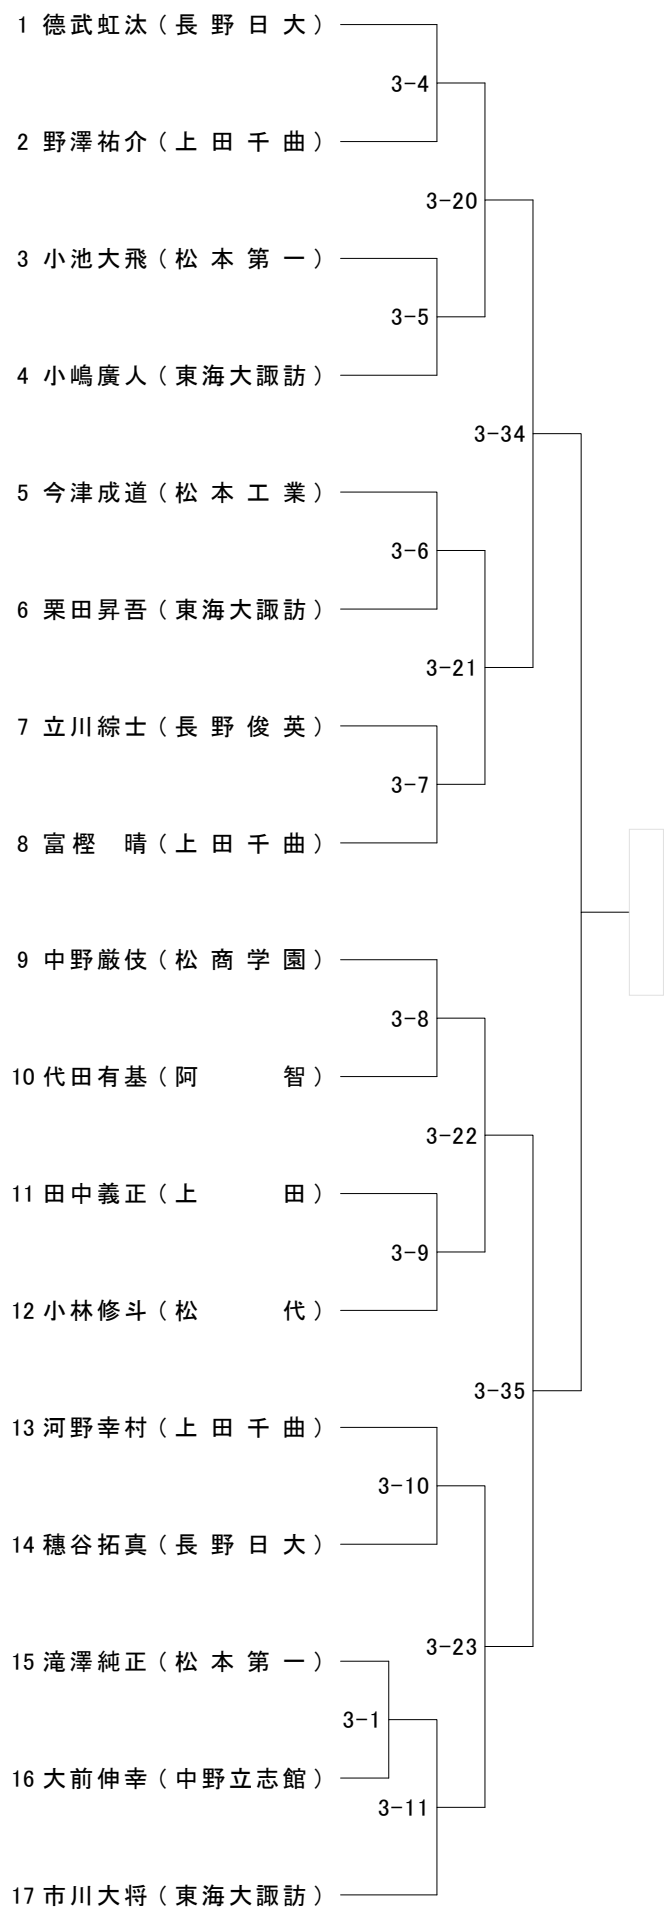 1 德武虹汰（長野日大）
3-4
2 野澤祐介（上田千曲）
3-20
3 小池大飛（松本第一）
3-5
4 小嶋廣人（東海大諏訪）
3-34
5 今津成道（松本工業）
3-6
6 栗田昇吾（東海大諏訪）
3-21
7 立川綜士（長野俊英）
3-7
8 富樫　晴（上田千曲）
9 中野厳伎（松商学園）
3-8
10 代田有基（阿　　智）
3-22
11 田中義正（上　　田）
3-9
12 小林修斗（松　　代）
3-35
13 河野幸村（上田千曲）
3-10
14 穗谷拓真（長野日大）
3-23
15 滝澤純正（松本第一）
3-1
16 大前伸幸（中野立志館）
3-11
17 市川大将（東海大諏訪）